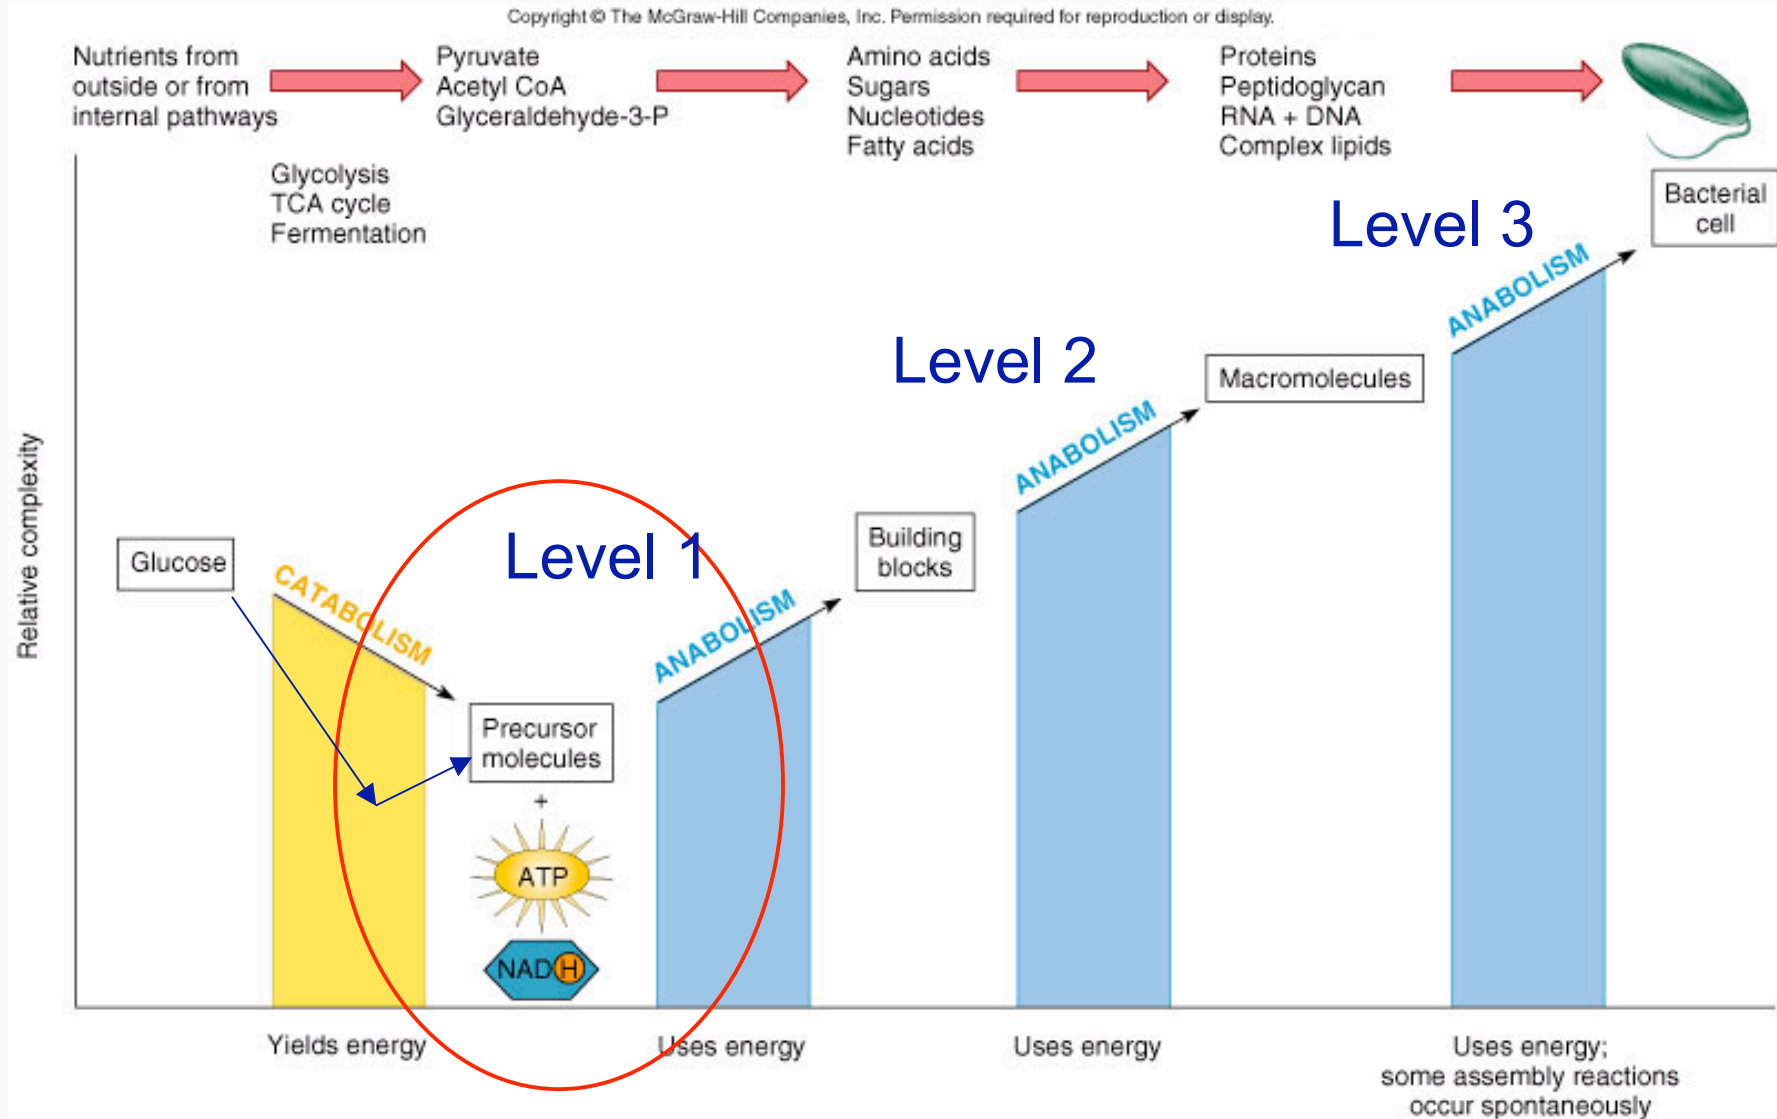 Copyright © The McGraw-Hill Companies, Inc. Permission required for reproduction or display.
Nutrients from
outside or from
internal pathways
Pyruvate
Acetyl CoA
Glyceraldehyde-3-P
Amino acids
Sugars
Nucleotides
Fatty acids
Proteins
Peptidoglycan
RNA + DNA
Complex lipids
Glycolysis
TCA cycle
Fermentation
Bacterial
cell
Level 3
ANABOLISM
Level 2
Macromolecules
ANABOLISM
Relative complexity
Level 1
Building
blocks
Glucose
CATABOLISM
ANABOLISM
Precursor
molecules
+
ATP
NADH
Yields energy
Uses energy
Uses energy
Uses energy;
some assembly reactions
occur spontaneously